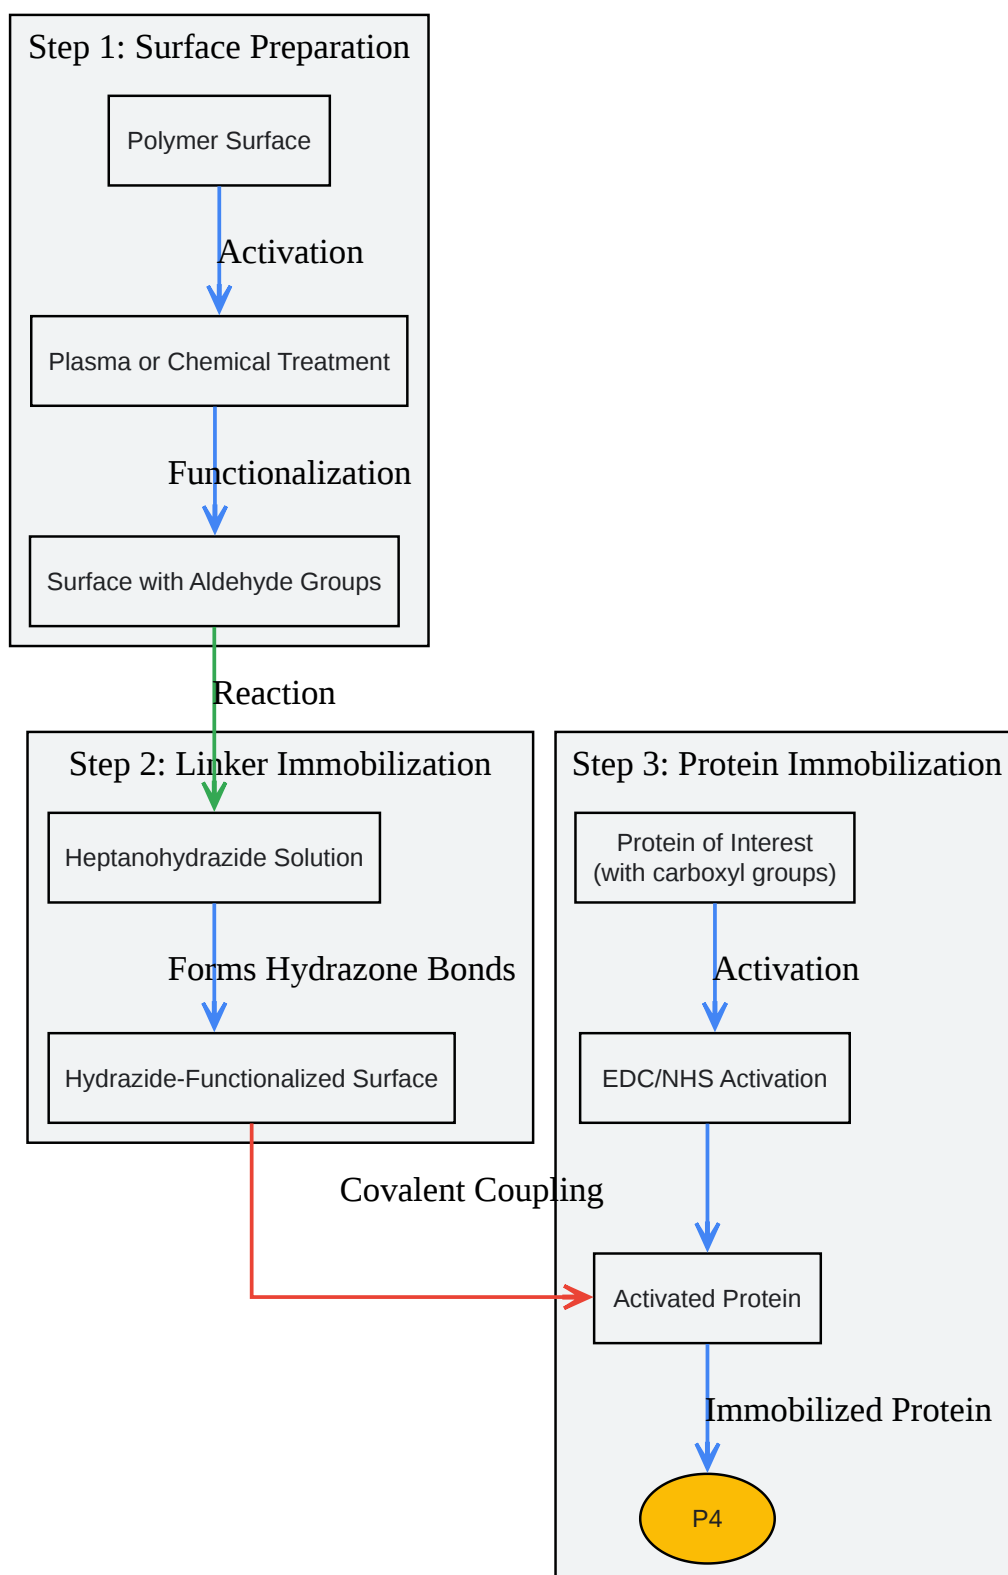 Step 1: Surface Preparation
Polymer Surface
Activation
Plasma or Chemical Treatment
Functionalization
Surface with Aldehyde Groups
Reaction
Step 2: Linker Immobilization
Heptanohydrazide Solution
Forms Hydrazone Bonds
Hydrazide-Functionalized Surface
Covalent Coupling
Step 3: Protein Immobilization
Protein of Interest
(with carboxyl groups)
Activation
EDC/NHS Activation
Activated Protein
Immobilized Protein
P4